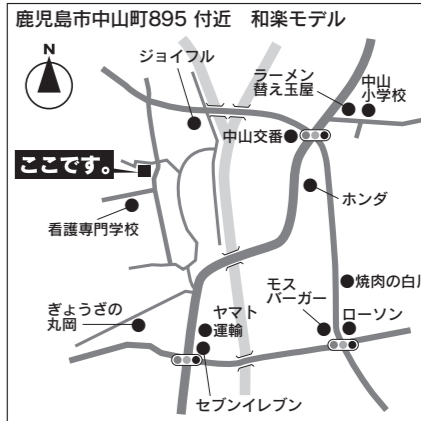 鹿児島市中山町895 付近　和楽モデル
N
ジョイフル
ラーメン
替え玉屋
中山
小学校
中山交番
ここです。
ホンダ
看護専門学校
焼肉の白川
ぎょうざの
丸岡
ヤマト
運輸
モス
バーガー
ローソン
セブンイレブン